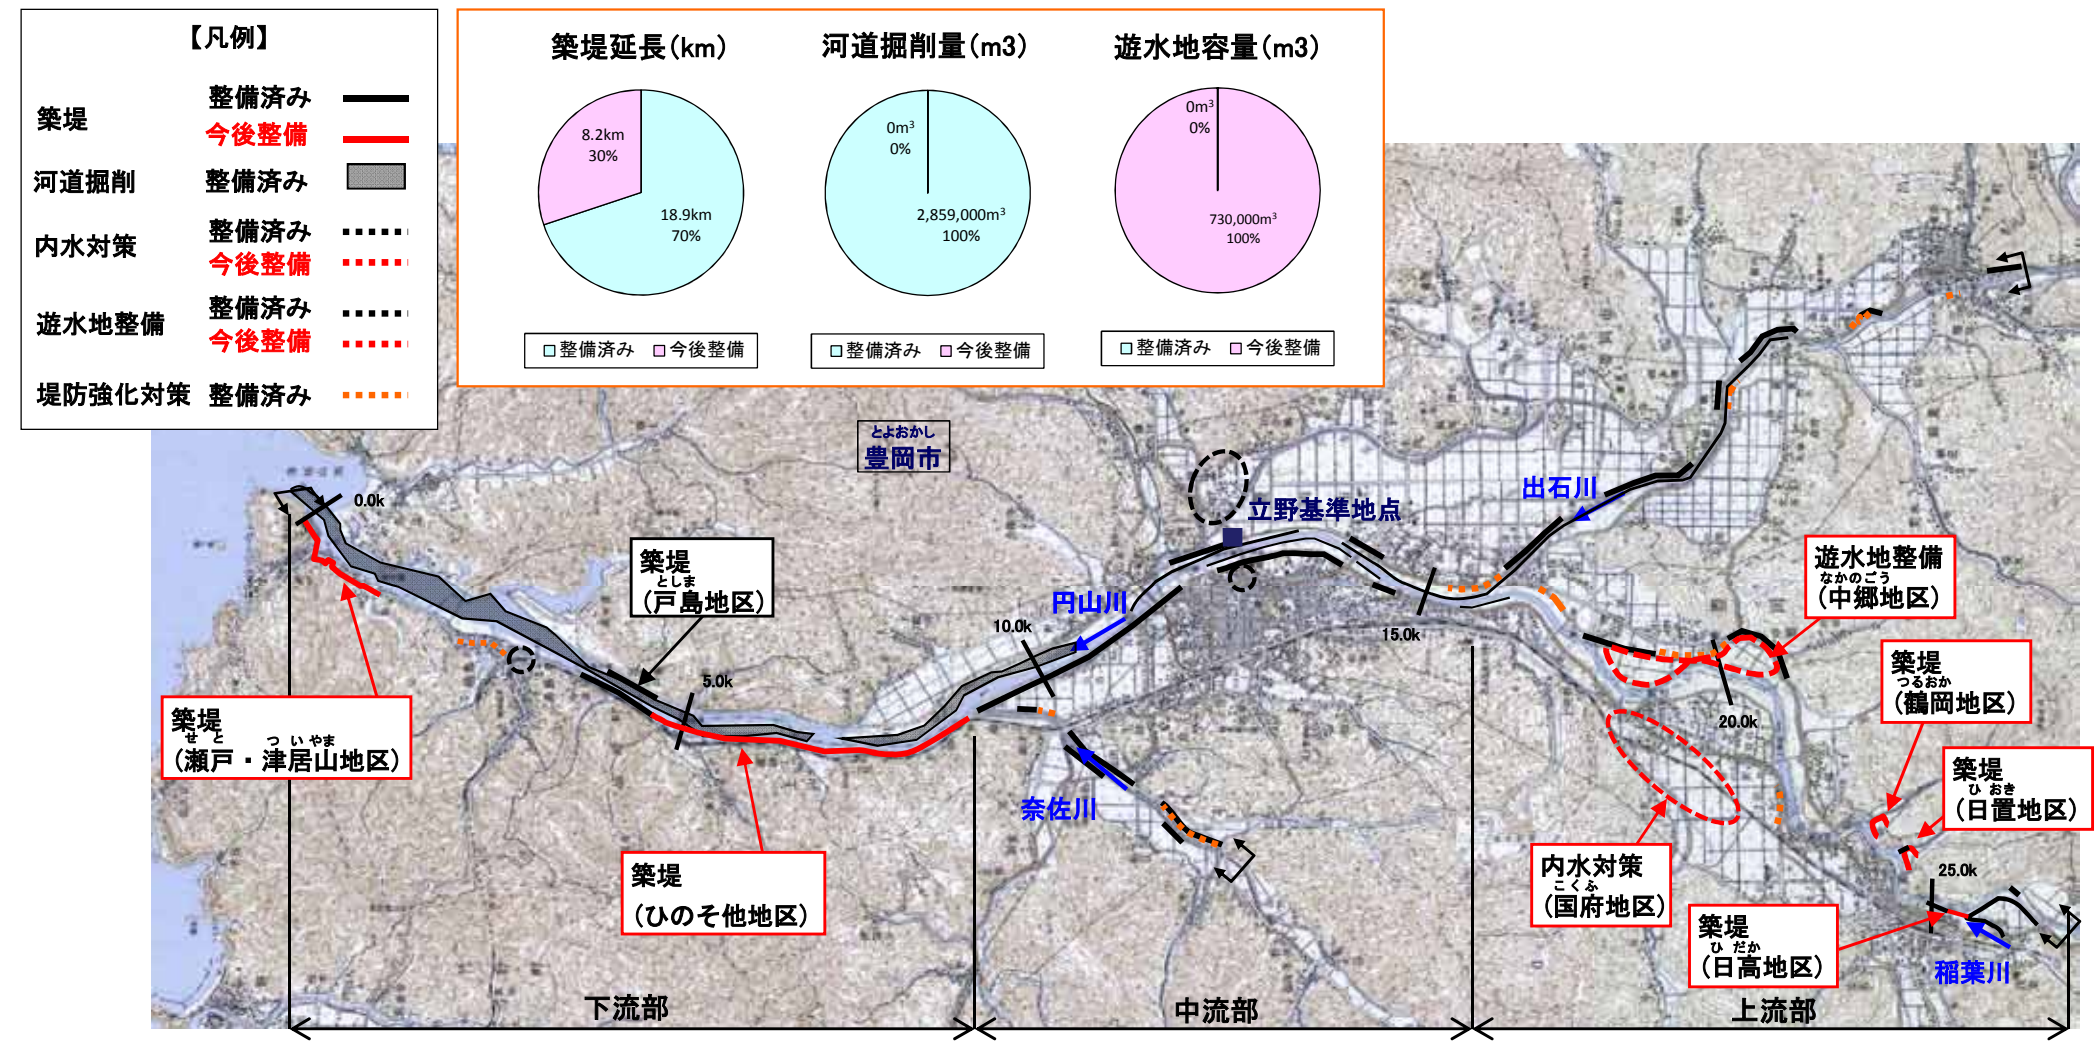 【凡例】
築堤
整備済み
今後整備
河道掘削
整備済み
内水対策
整備済み
今後整備
遊水地整備
整備済み
今後整備
堤防強化対策
整備済み
築堤延長(km)
8.2km
30%
18.9km
70%
整備済み 今後整備
河道掘削量(m3)
0m³
0%
2,859,000m³
100%
整備済み 今後整備
遊水地容量(m3)
0m³
0%
730,000m³
100%
整備済み 今後整備
とよおかし
豊岡市
立野基準地点
出石川
円山川
奈佐川
稲葉川
0.0k
5.0k
10.0k
15.0k
20.0k
25.0k
築堤
としま
(戸島地区)
築堤
せと ついやま
(瀬戸・津居山地区)
築堤
(ひのそ他地区)
遊水地整備
なかのごう
(中郷地区)
築堤
つるおか
(鶴岡地区)
築堤
ひおき
(日置地区)
内水対策
こくふ
(国府地区)
築堤
ひだか
(日高地区)
下流部
中流部
上流部